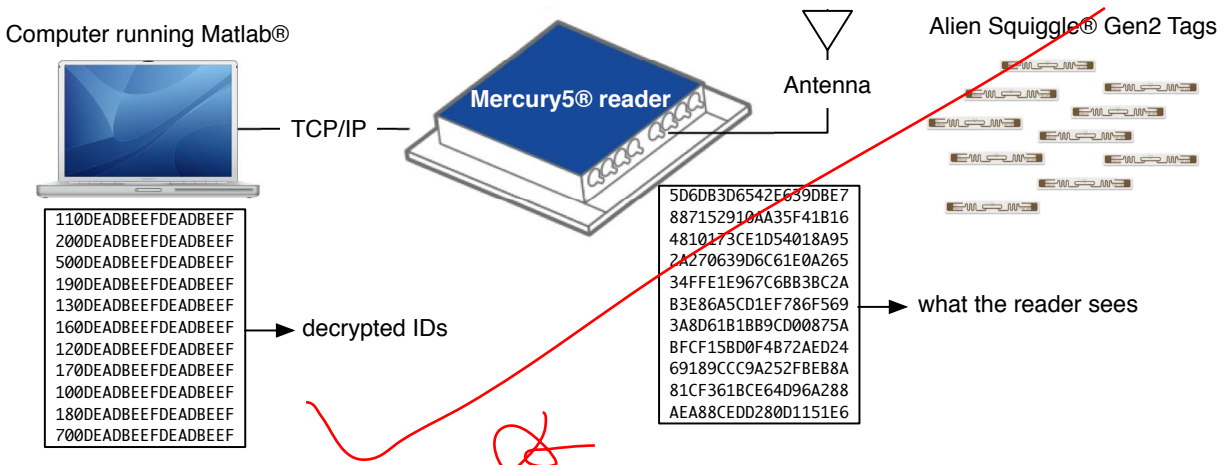 Computer running Matlab®
Alien Squiggle® Gen2 Tags
Mercury5® reader
Antenna
TCP/IP
110DEADBEEFDEADBEEF
200DEADBEEFDEADBEEF
500DEADBEEFDEADBEEF
190DEADBEEFDEADBEEF
130DEADBEEFDEADBEEF
160DEADBEEFDEADBEEF
120DEADBEEFDEADBEEF
170DEADBEEFDEADBEEF
100DEADBEEFDEADBEEF
180DEADBEEFDEADBEEF
700DEADBEEFDEADBEEF
decrypted IDs
5D6DB3D6542E639DBE7
887152910AA35F41B16
4810173CE1D54018A95
2A270639D6C61E0A265
34FFE1E967C6BB3BC2A
B3E86A5CD1EF786F569
3A8D61B1BB9CD00875A
BFCF15BD0F4B72AED24
69189CCC9A252FBEB8A
81CF361BCE64D96A288
AEA88CEDD280D1151E6
what the reader sees